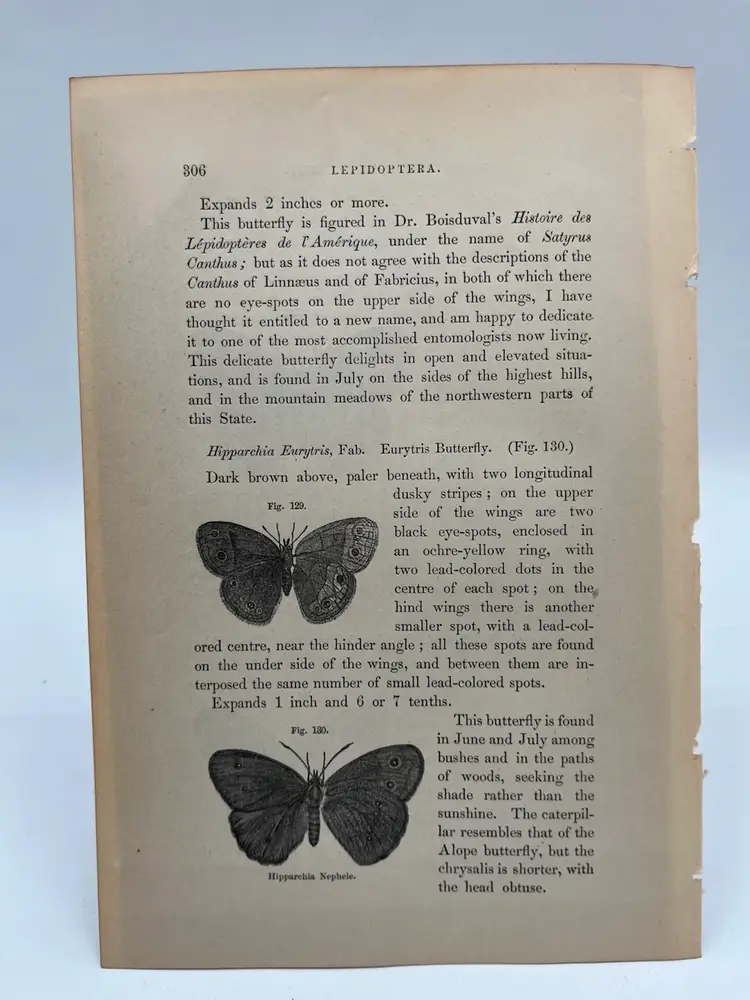 306
LEPIDOPTERA.
Expands 2 inches or more.
This butterfly is figured in Dr. Boisduval's Histoire des
Lépidoptères de l'Amérique, under the name of Satyrus
Canthus; but as it does not agree with the descriptions of the
Canthus of Linnæus and of Fabricius, in both of which there
are no eye-spots on the upper side of the wings, I have
thought it entitled to a new name, and am happy to dedicate
it to one of the most accomplished entomologists now living.
This delicate butterfly delights in open and elevated situa-
tions, and is found in July on the sides of the highest hills,
and in the mountain meadows of the northwestern parts of
this State.
Hipparchia Eurytris, Fab. Eurytris Butterfly. (Fig. 130.)
Dark brown above, paler beneath, with two longitudinal
Fig. 129.
dusky stripes; on the upper
side of the wings are two
black eye-spots, enclosed in
an ochre-yellow ring, with
two lead-colored dots in the
centre of each spot; on the
hind wings there is another
smaller spot, with a lead-col-
ored centre, near the hinder angle; all these spots are found
on the under side of the wings, and between them are in-
terposed the same number of small lead-colored spots.
Expands 1 inch and 6 or 7 tenths.
Fig. 130.
Hipparchia Nephele.
This butterfly is found
in June and July among
bushes and in the paths
of woods, seeking the
shade rather than the
sunshine. The caterpil-
lar resembles that of the
Alope butterfly, but the
chrysalis is shorter, with
the head obtuse.